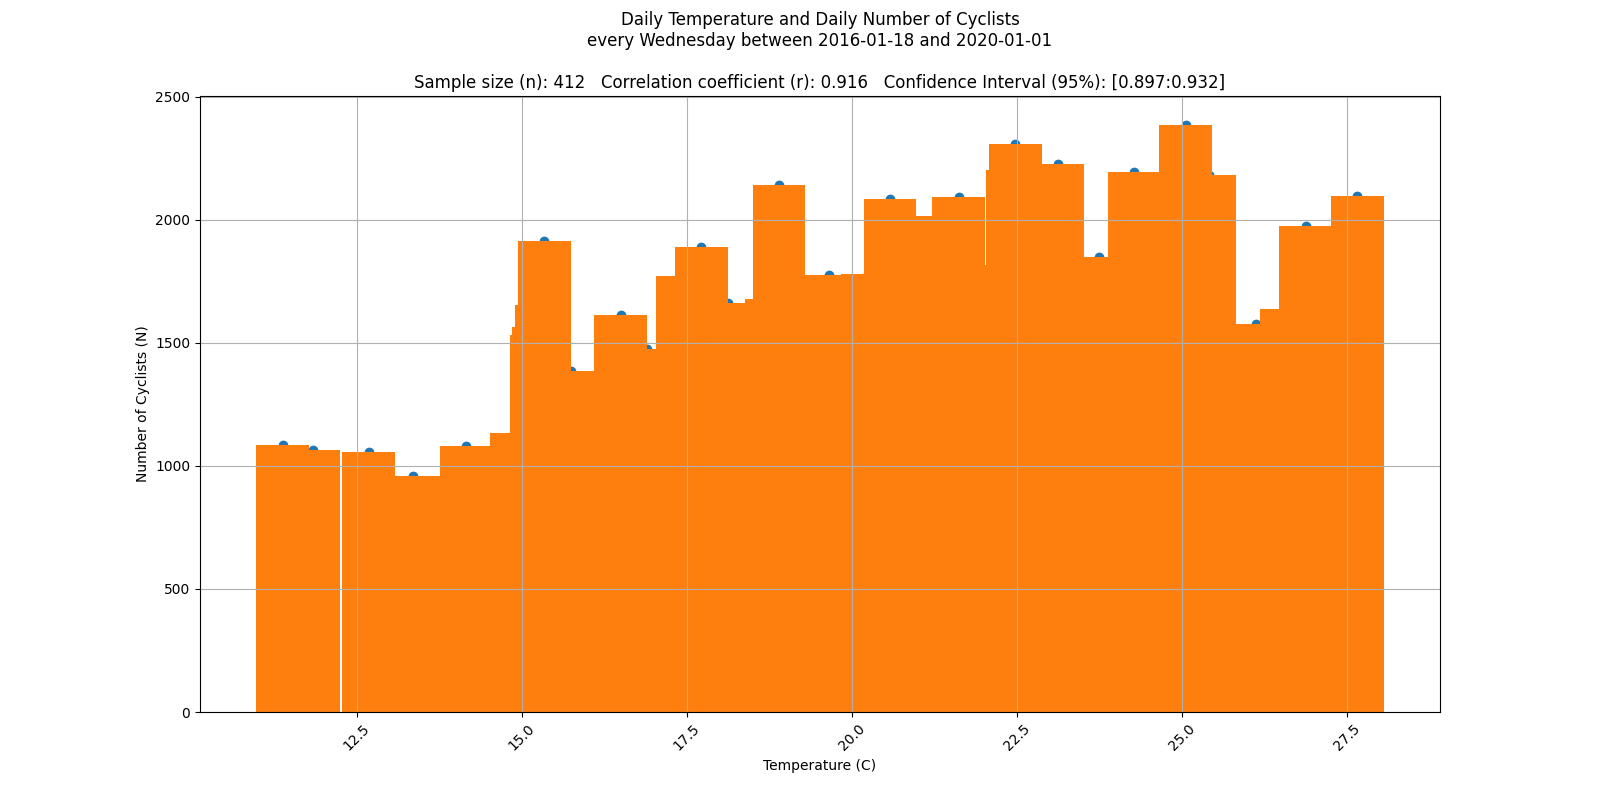 Daily Temperature and Daily Number of Cyclists
every Wednesday between 2016-01-18 and 2020-01-01
Sample size (n): 412   Correlation coefficient (r): 0.916   Confidence Interval (95%): [0.897:0.932]
2500
2000
1500
1000
500
0
Number of Cyclists (N)
12.5
15.0
17.5
20.0
22.5
25.0
27.5
Temperature (C)